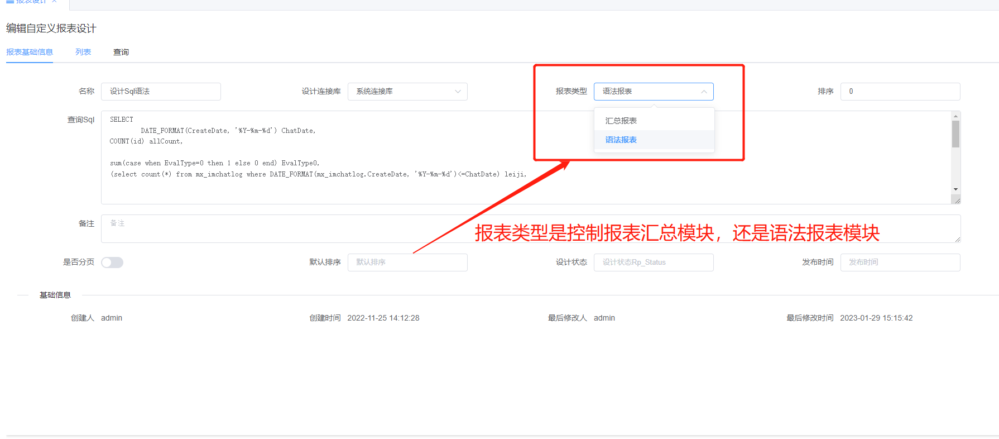 报表设计 ×
编辑自定义报表设计
报表基础信息 列表 查询
名称 设计Sql语法 设计连接库 系统连接库 报表类型 语法报表 排序 0
汇总报表
语法报表
查询Sql SELECT
DATE_FORMAT(CreateDate, '%Y-%m-%d') ChatDate,
COUNT(id) allCount,
sum(case when EvalType=0 then 1 else 0 end) EvalType0,
(select count(*) from mx_imchatlog where DATE_FORMAT(mx_imchatlog.CreateDate, '%Y-%m-%d')<=ChatDate) leiji,
备注 备注
报表类型是控制报表汇总模块，还是语法报表模块
是否分页 默认排序 默认排序 设计状态 设计状态Rp_Status 发布时间 发布时间
基础信息
创建人 admin 创建时间 2022-11-25 14:12:28 最后修改人 admin 最后修改时间 2023-01-29 15:15:42